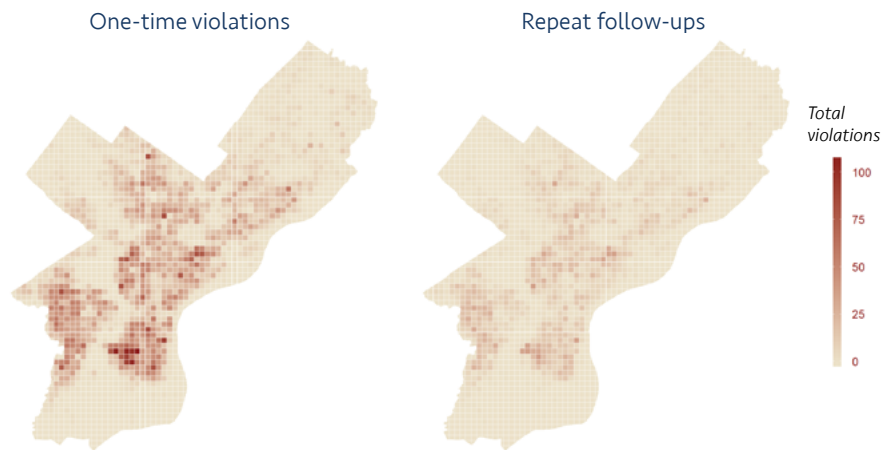 One-time violations
Repeat follow-ups
Total
violations
100
75
50
25
0